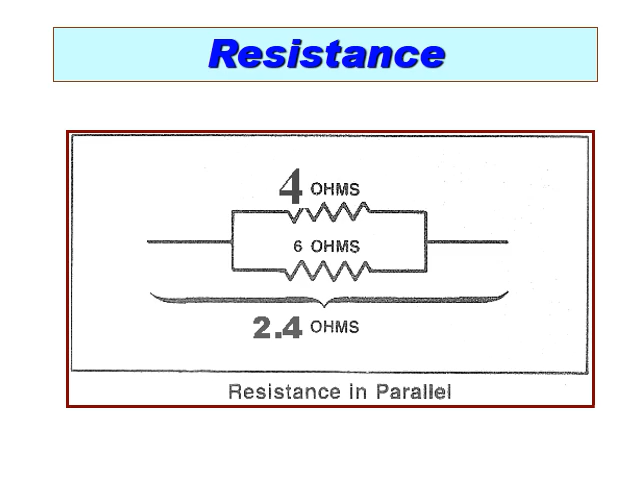 Resistance
4 OHMS
6 OHMS
2.4 OHMS
Resistance in Parallel